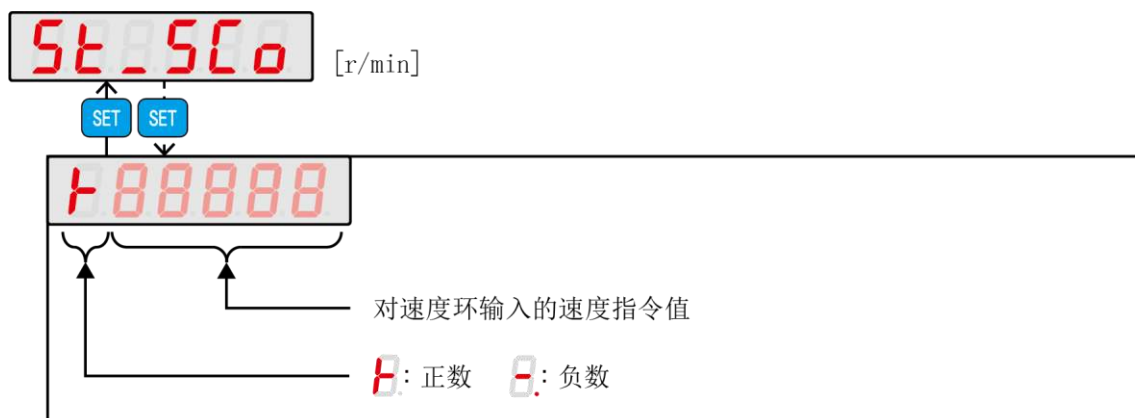 St_SCo [r/min]
SET SET
⊦88888
对速度环输入的速度指令值
⊦: 正数 -.: 负数